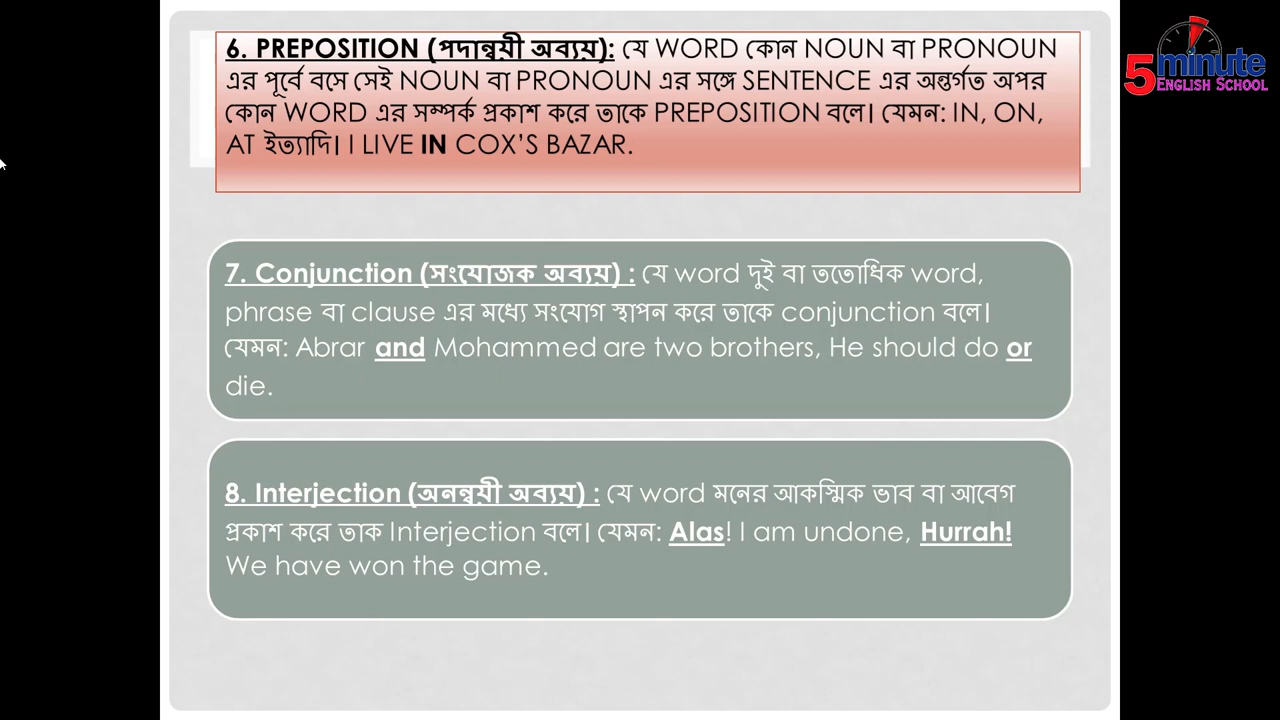 6. PREPOSITION (পদান্বয়ী অব্যয়): যে WORD কোন NOUN বা PRONOUN
এর পূর্বে বসে সেই NOUN বা PRONOUN এর সঙ্গে SENTENCE এর অন্তর্গত অপর
কোন WORD এর সম্পর্ক প্রকাশ করে তাকে PREPOSITION বলে। যেমন: IN, ON,
AT ইত্যাদি। I LIVE IN COX'S BAZAR.
5 minute
ENGLISH SCHOOL
7. Conjunction (সংযোজক অব্যয়) : যে word দুই বা ততোধিক word,
phrase বা clause এর মধ্যে সংযোগ স্থাপন করে তাকে conjunction বলে।
যেমন: Abrar and Mohammed are two brothers, He should do or
die.
8. Interjection (অনন্বয়ী অব্যয়) : যে word মনের আকস্মিক ভাব বা আবেগ
প্রকাশ করে তাক Interjection বলে। যেমন: Alas! I am undone, Hurrah!
We have won the game.